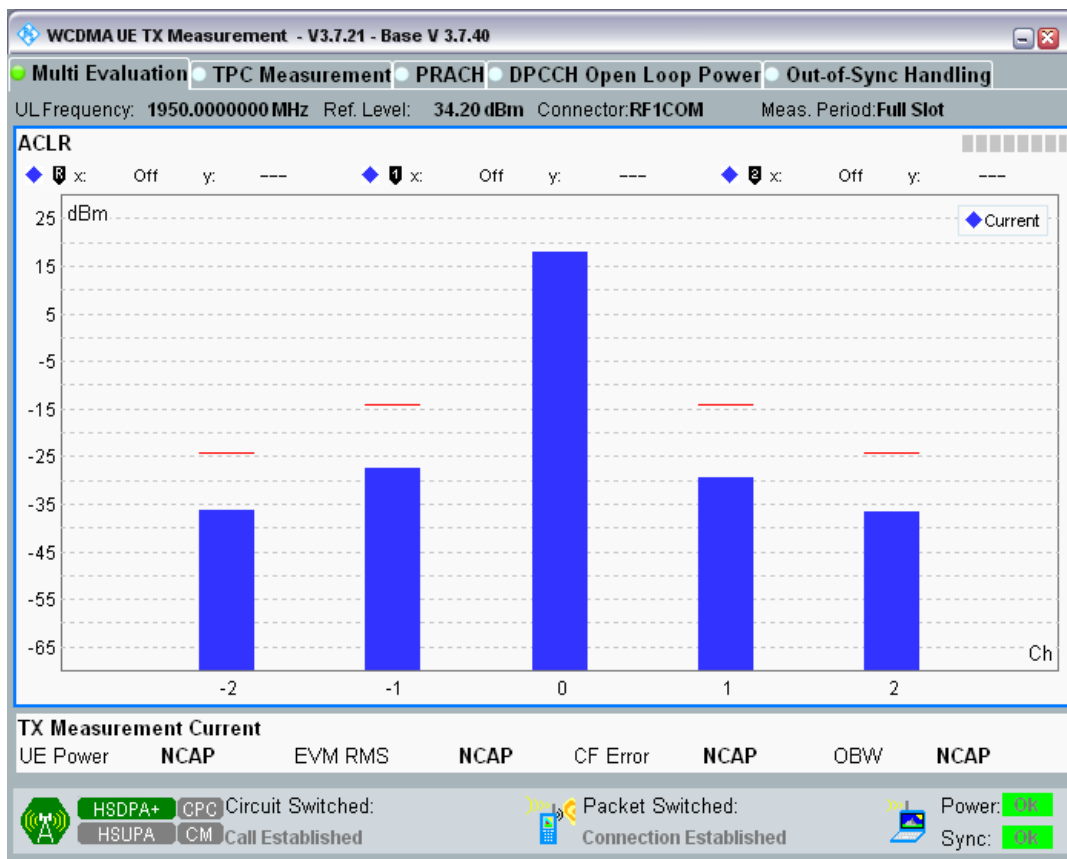 WCDMA UE TX Measurement - V3.7.21 - Base V 3.7.40
Multi Evaluation TPC Measurement PRACH DPCCH Open Loop Power Out-of-Sync Handling
UL Frequency: 1950.0000000 MHz Ref. Level: 34.20 dBm Connector:RF1COM Meas. Period:Full Slot
ACLR
R x: Off y: --- 1 x: Off y: --- 2 x: Off y: ---
dBm
Current
25
15
5
-5
-15
-25
-35
-45
-55
-65
Ch
-2 -1 0 1 2
TX Measurement Current
UE Power NCAP EVM RMS NCAP CF Error NCAP OBW NCAP
HSDPA+ CPC Circuit Switched: Packet Switched: Power: Ok
HSUPA CM Call Established Connection Established Sync: Ok